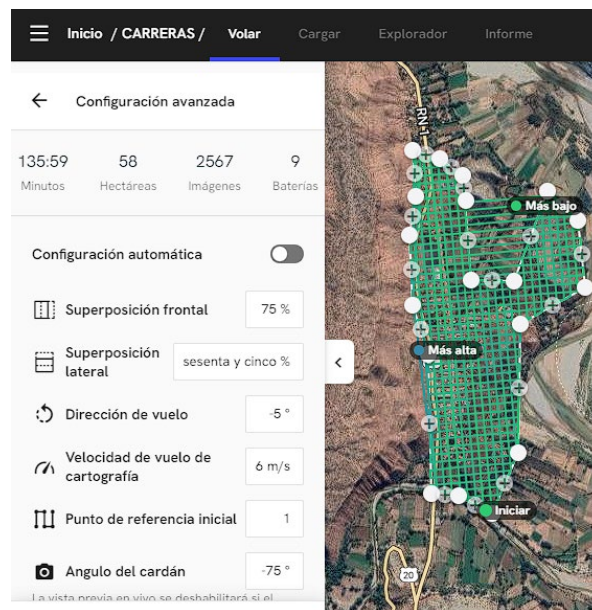 Inicio / CARRERAS / Volar Cargar Explorador Informe
Configuración avanzada
135:59 58 2567 9
Minutos Hectáreas Imágenes Baterías
Configuración automática
Superposición frontal 75 %
Superposición lateral sesenta y cinco %
Dirección de vuelo -5 °
Velocidad de vuelo de cartografía 6 m/s
Punto de referencia inicial 1
Angulo del cardán -75 °
La vista previa en vivo se deshabilitará si el
RN-1
Más bajo
Más alta
Iniciar
20